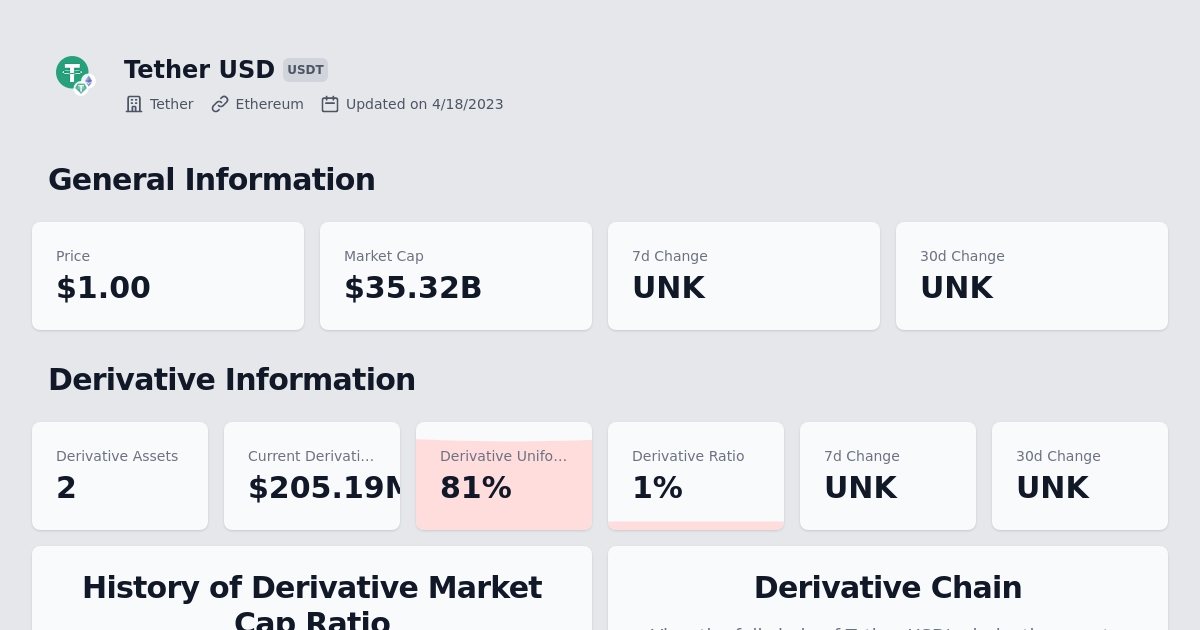 Tether USD USDT
Tether Ethereum Updated on 4/18/2023
General Information
Price
$1.00
Market Cap
$35.32B
7d Change
UNK
30d Change
UNK
Derivative Information
Derivative Assets
2
Current Derivati…
$205.19M
Derivative Unifo…
81%
Derivative Ratio
1%
7d Change
UNK
30d Change
UNK
History of Derivative Market
Cap Ratio
Derivative Chain